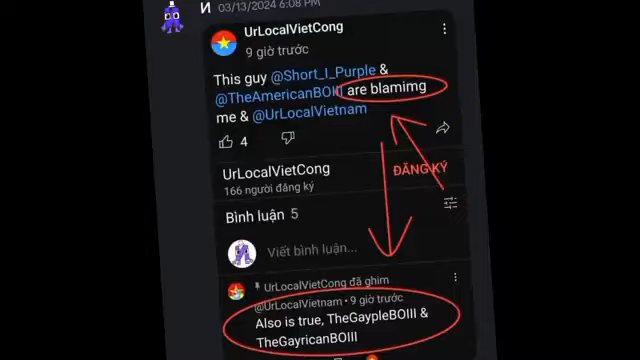 И 03/13/2024 6:08 PM
UrLocalVietCong
9 giờ trước
This guy @Short_I_Purple &
@TheAmericanBOIII are blamimg
me & @UrLocalVietnam
4
UrLocalVietCong
166 người đăng ký
ĐĂNG KÝ
Bình luận 5
Viết bình luận...
UrLocalVietCong đã ghim
@UrLocalVietnam • 9 giờ trước
Also is true, TheGaypleBOIII &
TheGayricanBOIII